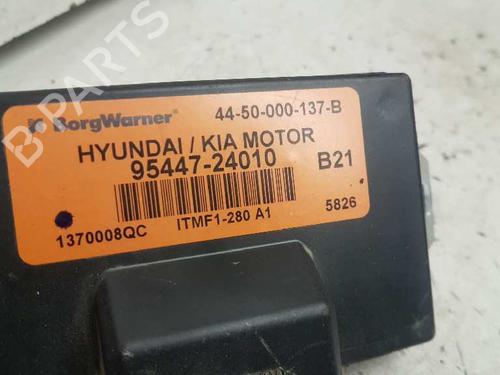 BorgWarner 44-50-000-137-B
HYUNDAI / KIA MOTOR
95447-24010 B21
1370008QC ITMF1-280 A1 5826
B PARTS